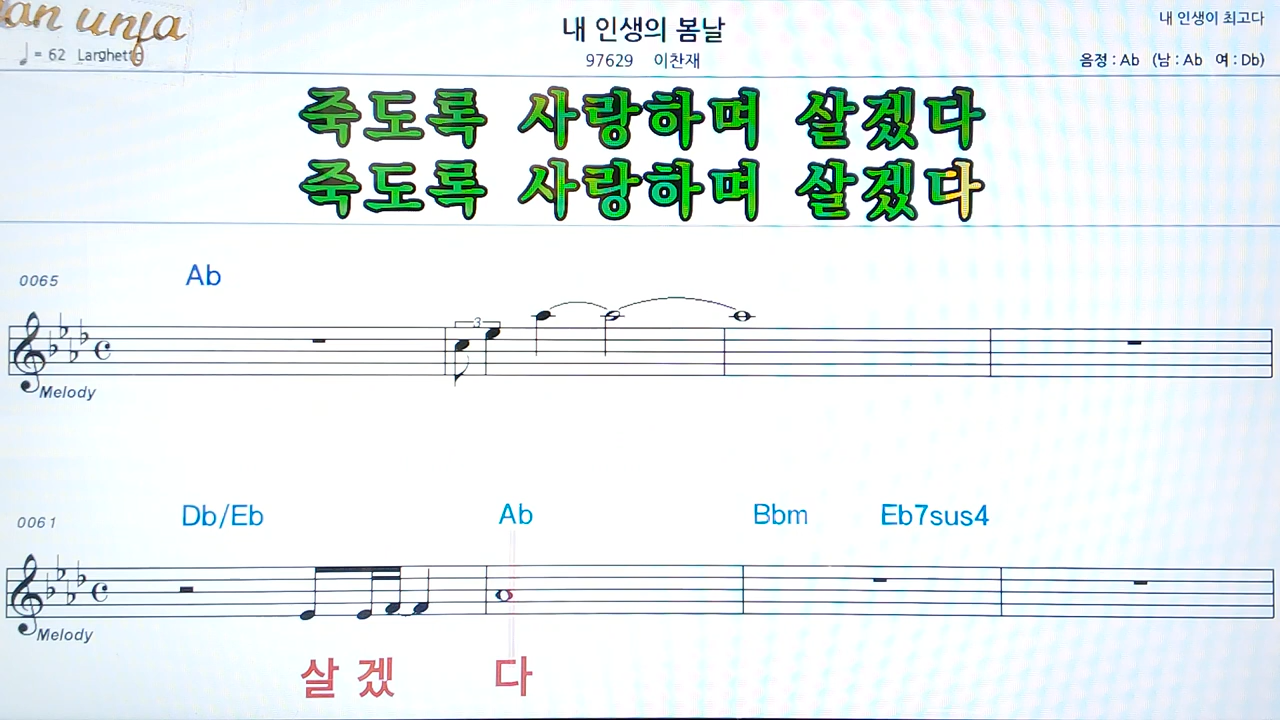 an unfa
♩ = 62 Larghetto
내 인생의 봄날
97629 이찬재
내 인생이 최고다
음정 : Ab (남 : Ab 여 : Db)
죽도록 사랑하며 살겠다
죽도록 사랑하며 살겠다
0065 Ab
3
Melody
0061 Db/Eb Ab Bbm Eb7sus4
Melody
살 겠 다